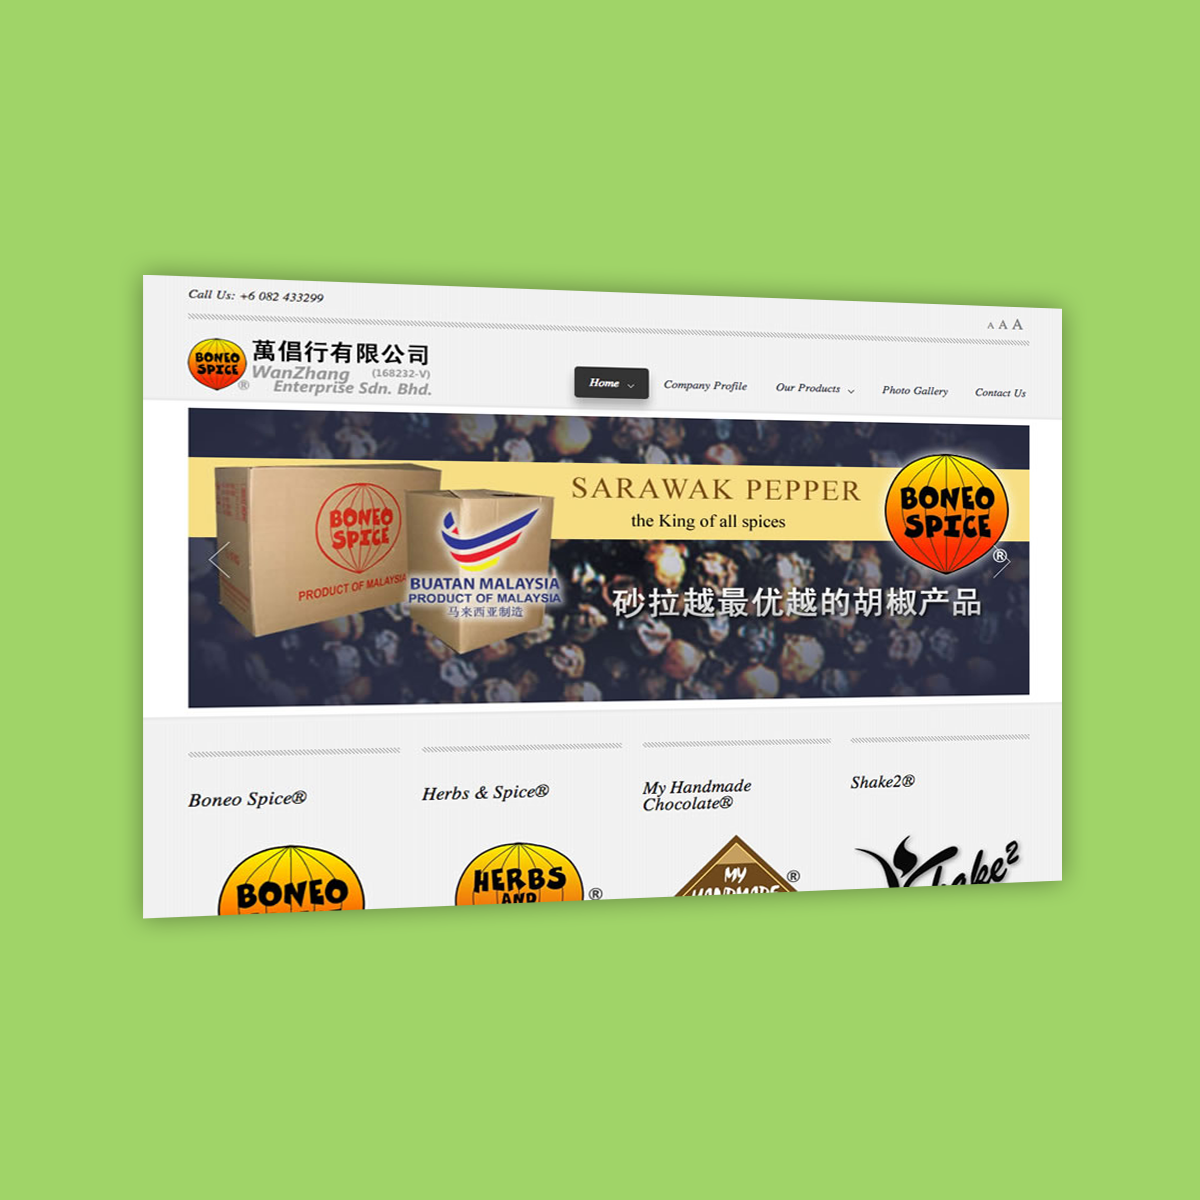 Call Us: +6 082 433299
A A A
BONEO
SPICE
®
萬倡行有限公司
WanZhang (168232-V)
Enterprise Sdn. Bhd.
Home
Company Profile
Our Products
Photo Gallery
Contact Us
BONEO
SPICE
PRODUCT OF MALAYSIA
BUATAN MALAYSIA
PRODUCT OF MALAYSIA
马来西亚制造
SARAWAK PEPPER
the King of all spices
BONEO
SPICE
®
砂拉越最优越的胡椒产品
Boneo Spice®
Herbs & Spice®
My Handmade
Chocolate®
Shake2®
BONEO
HERBS
AND
®
MY
HANDMADE
®
Shake2